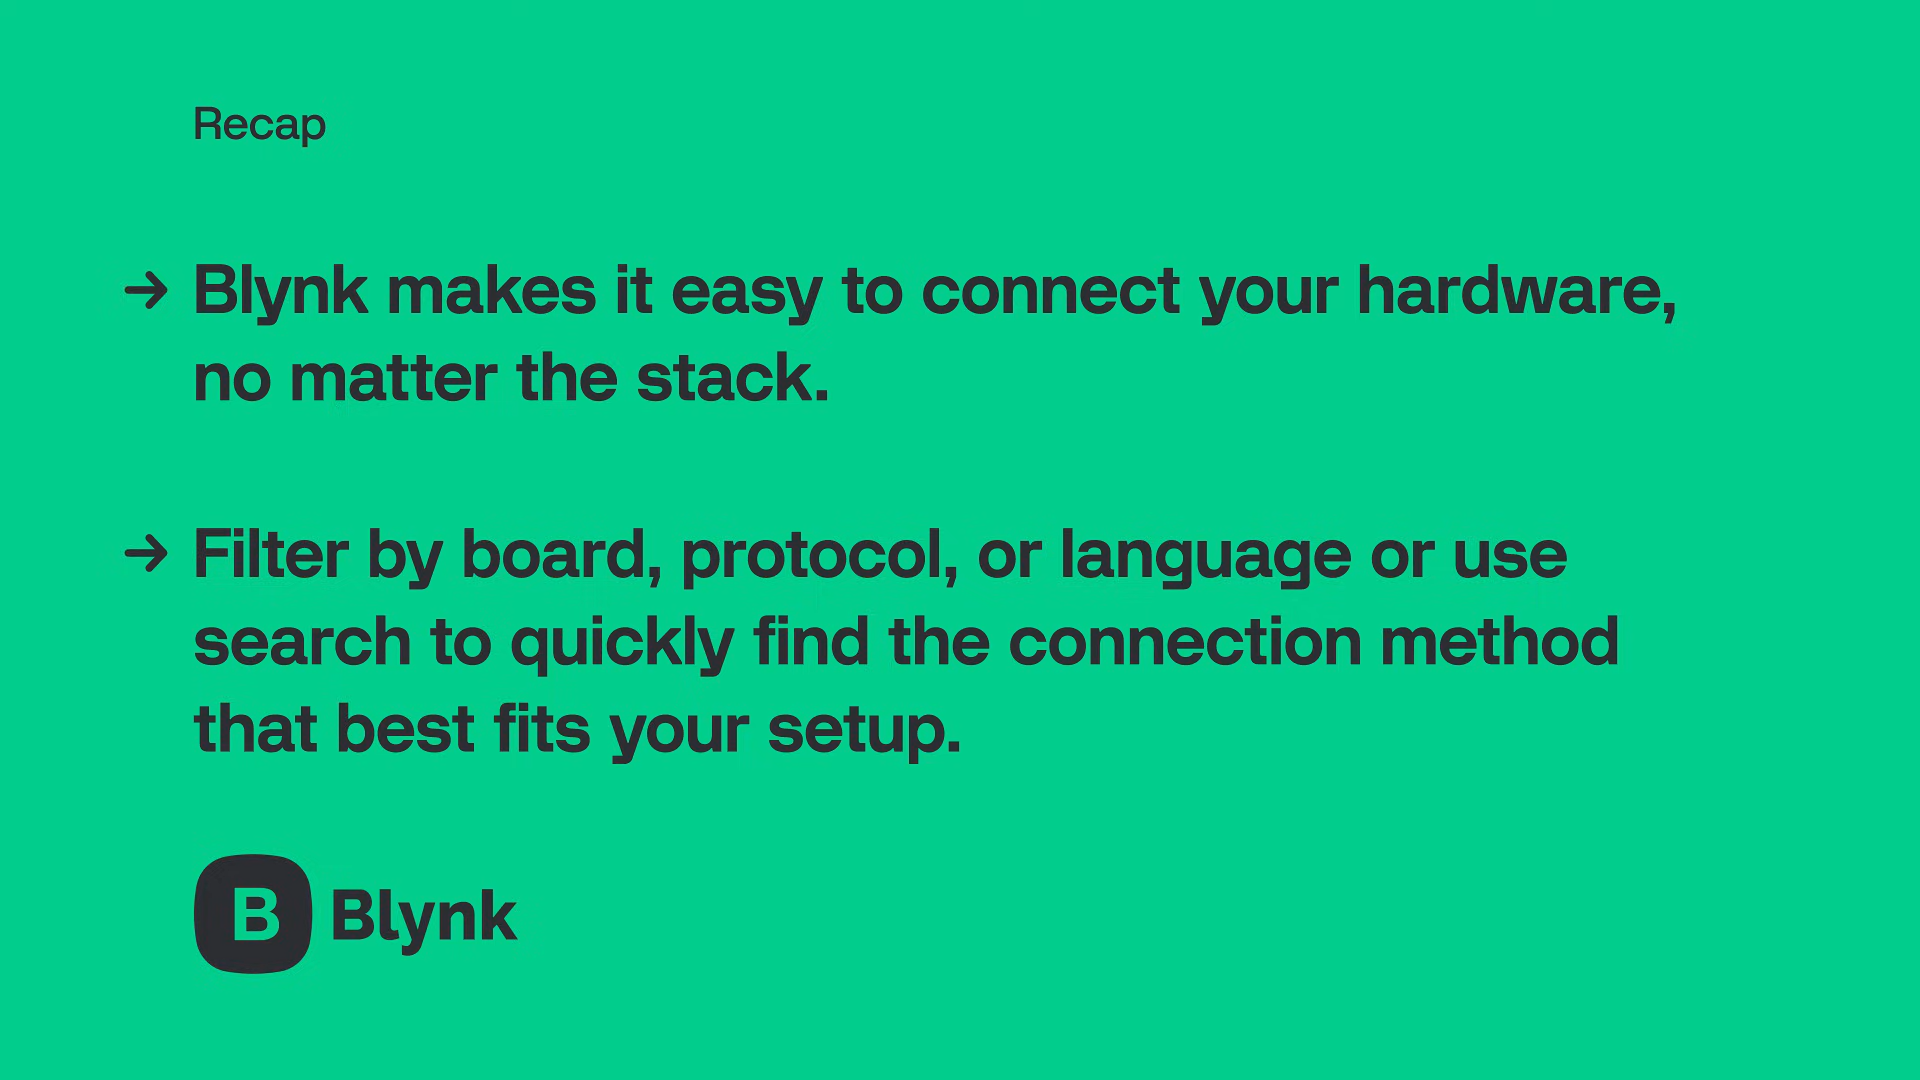 Recap
→ Blynk makes it easy to connect your hardware,
no matter the stack.
→ Filter by board, protocol, or language or use
search to quickly find the connection method
that best fits your setup.
B Blynk